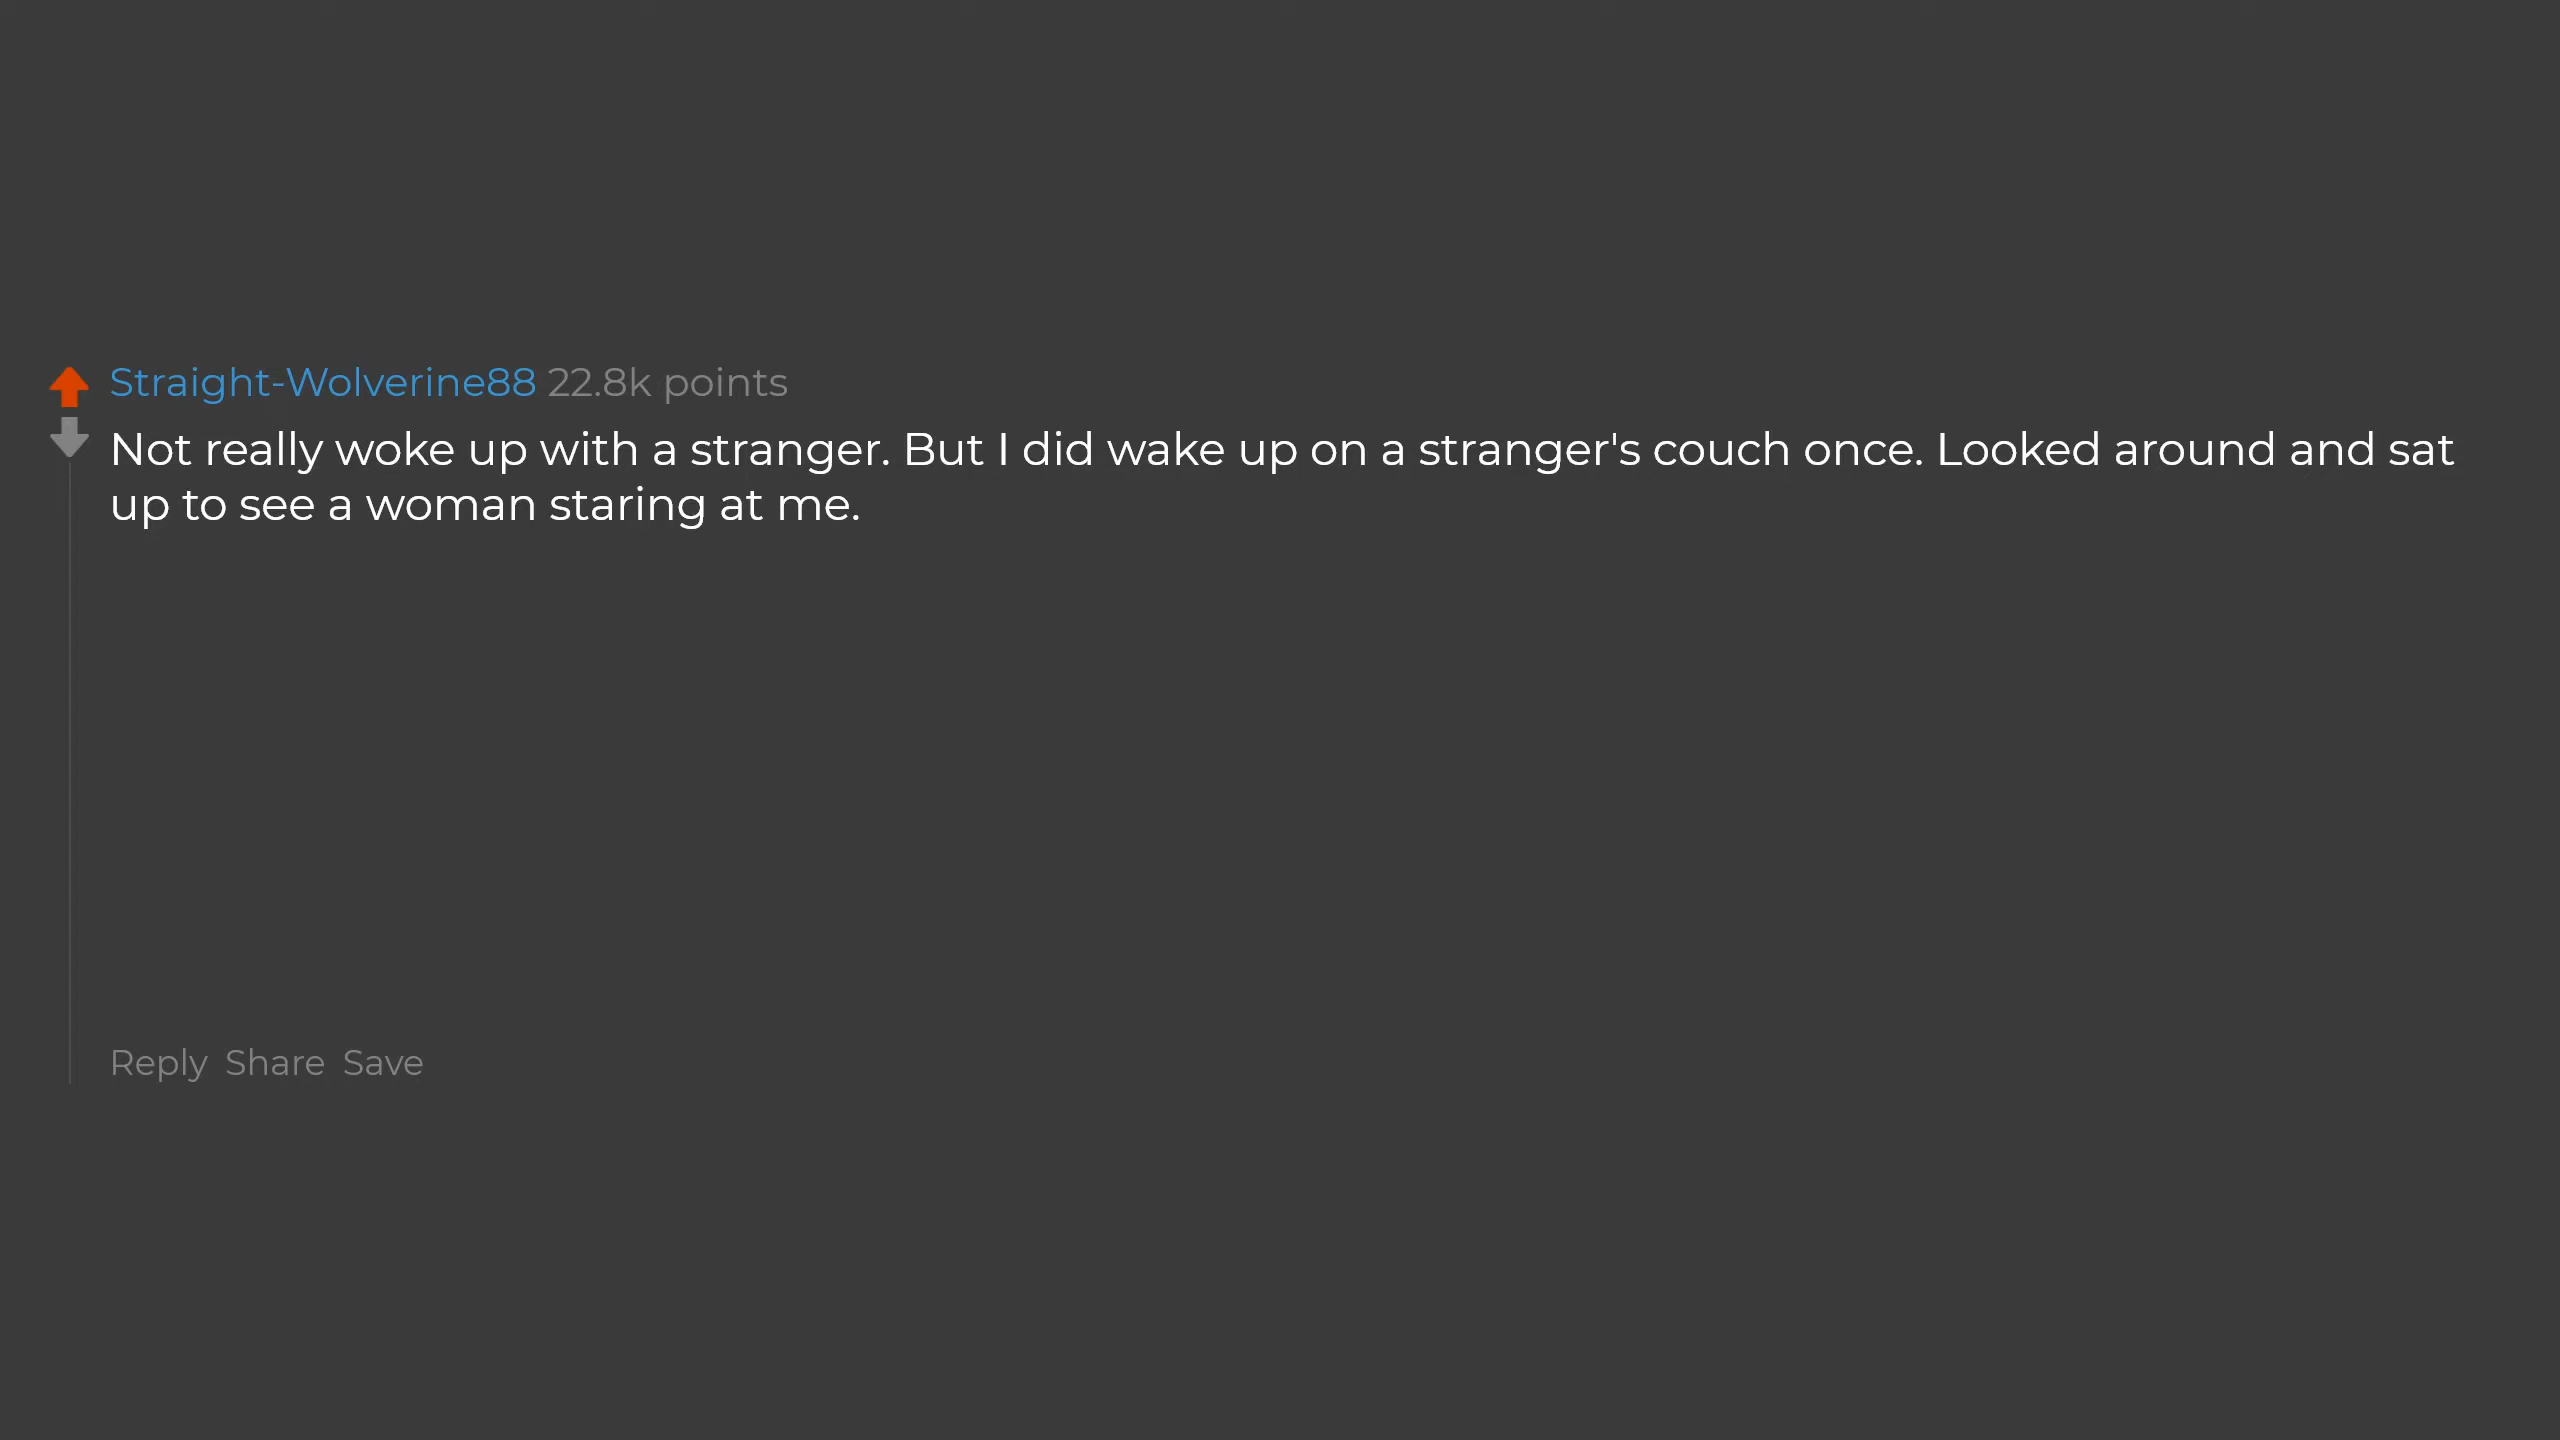 Straight-Wolverine88 22.8k points
Not really woke up with a stranger. But I did wake up on a stranger's couch once. Looked around and sat
up to see a woman staring at me.
Reply Share Save